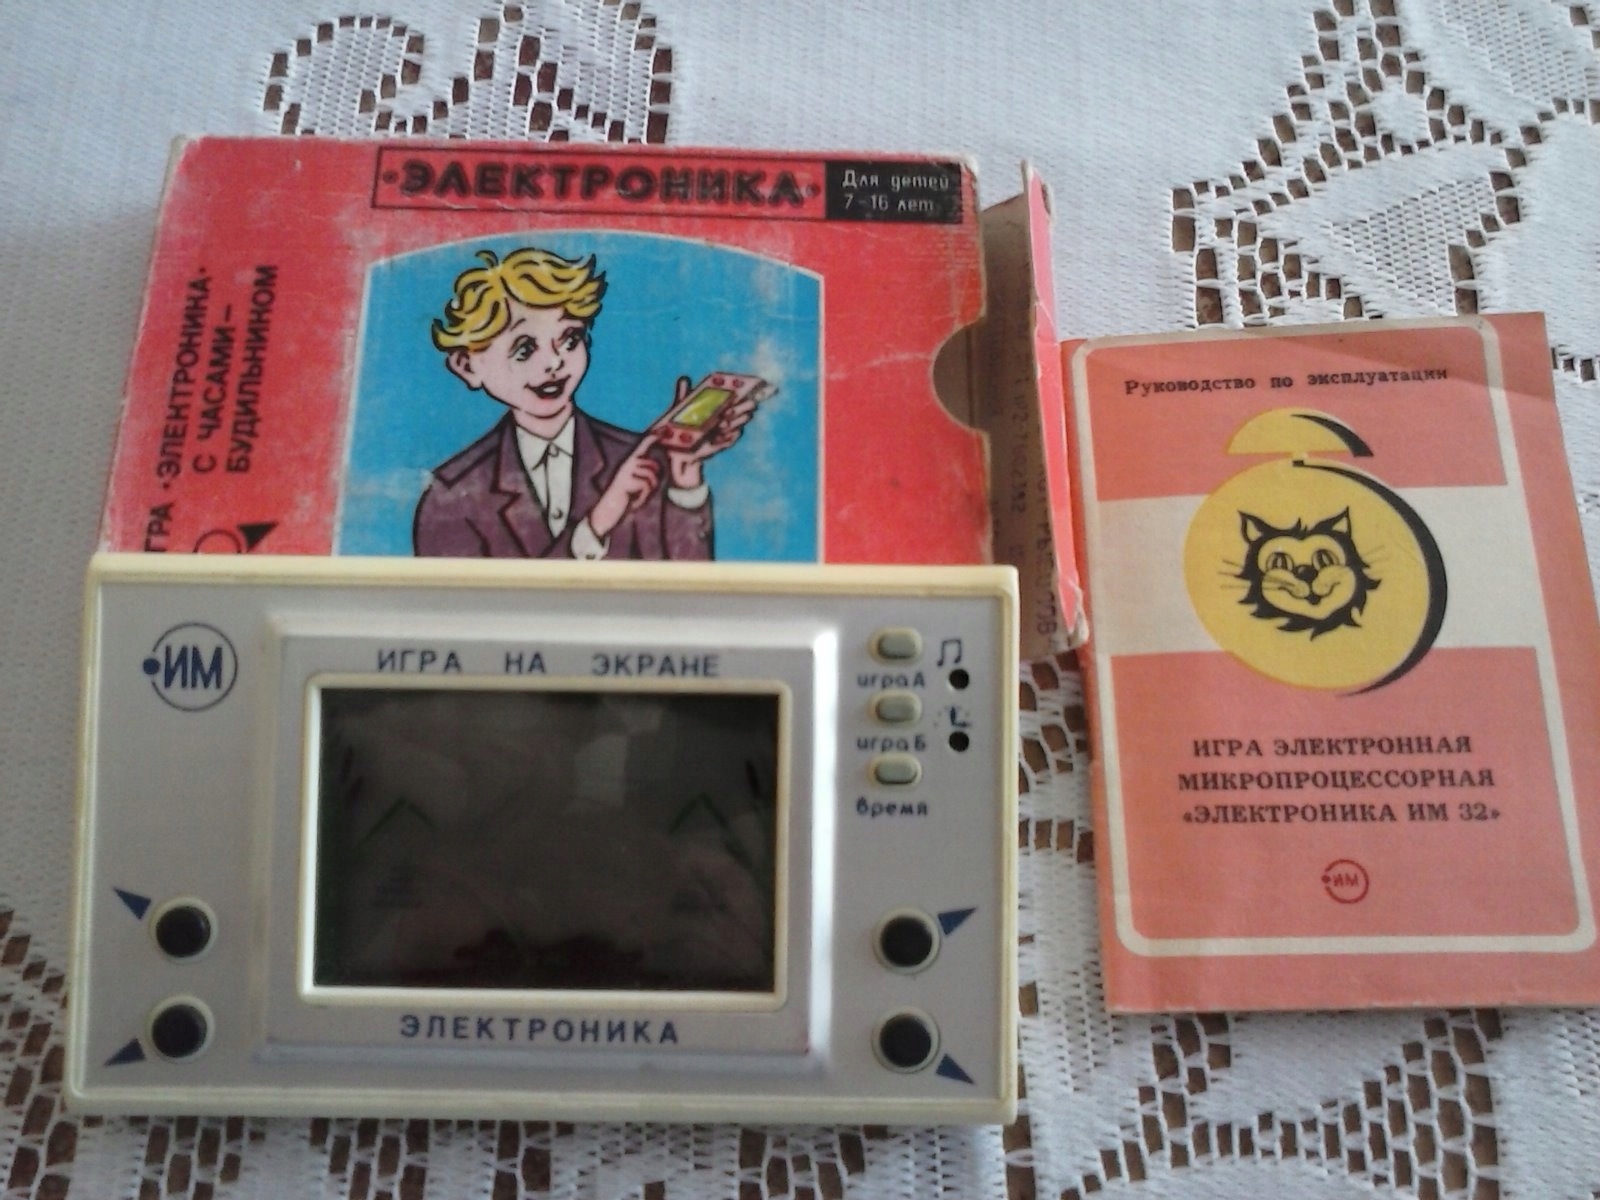 «ЭЛЕКТРОНИКА»
Для детей
7-16 лет
ИГРА «ЭЛЕКТРОНИКА»
С ЧАСАМИ-
БУДИЛЬНИКОМ
ИМ
ИГРА НА ЭКРАНЕ
игра А
игра Б
время
ЭЛЕКТРОНИКА
Руководство по эксплуатации
ИГРА ЭЛЕКТРОННАЯ
МИКРОПРОЦЕССОРНАЯ
«ЭЛЕКТРОНИКА ИМ 32»
ИМ